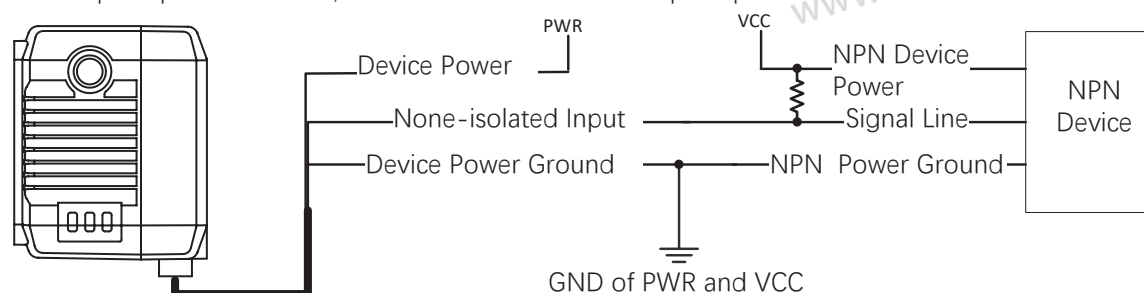 PWR
VCC
Device Power
NPN Device
Power
NPN
Device
None-isolated Input
Signal Line
Device Power Ground
NPN Power Ground
GND of PWR and VCC